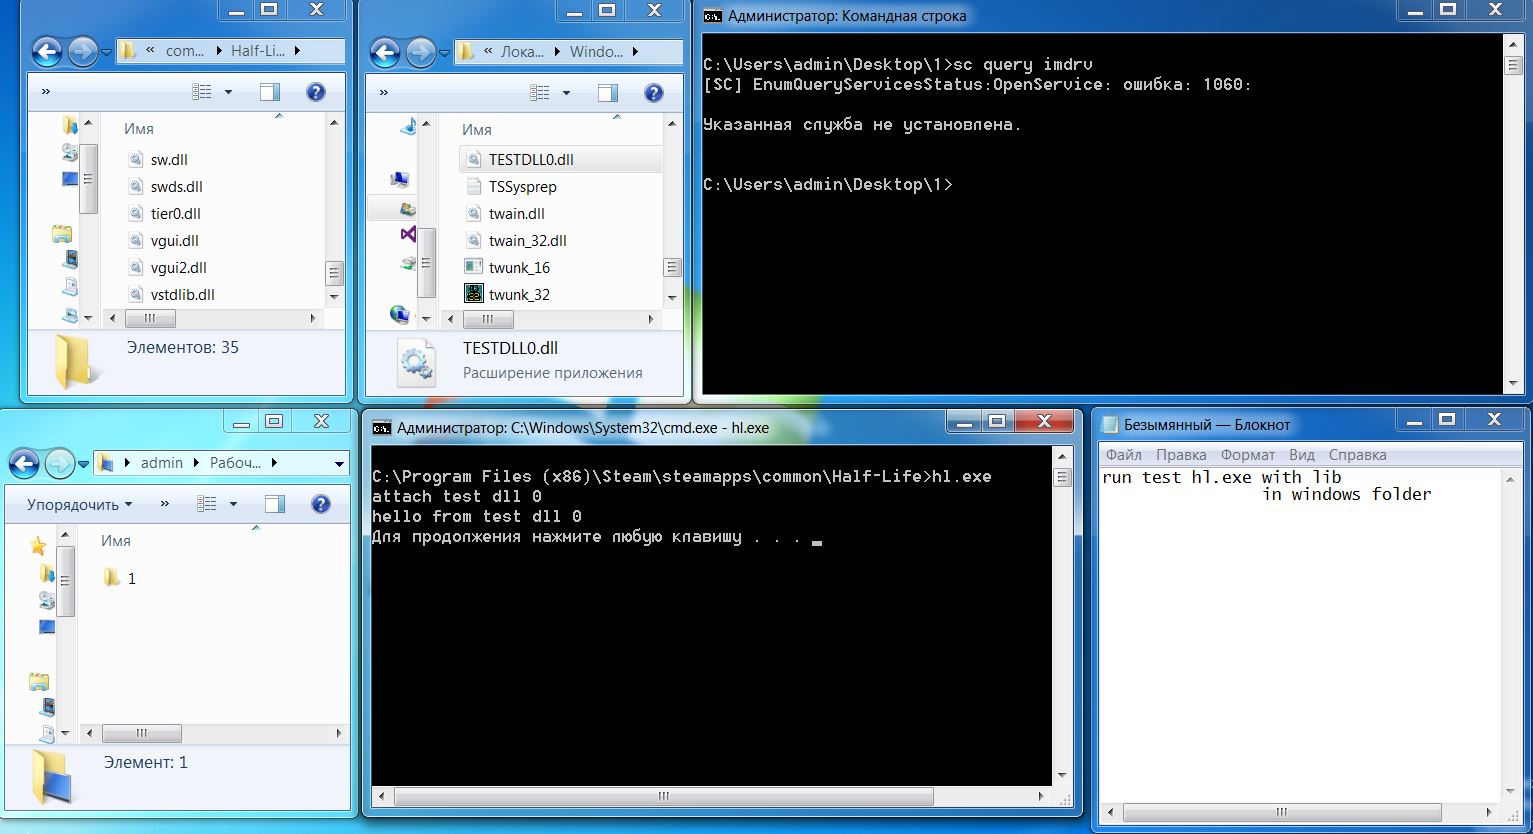 « com... Half-Li...
»
Имя
sw.dll
swds.dll
tier0.dll
vgui.dll
vgui2.dll
vstdlib.dll
Элементов: 35
« Лока... Windo...
»
Имя
TESTDLL0.dll
TSSysprep
twain.dll
twain_32.dll
twunk_16
twunk_32
TESTDLL0.dll
Расширение приложения
Администратор: Командная строка
C:\Users\admin\Desktop\1>sc query imdrv
[SC] EnumQueryServicesStatus:OpenService: ошибка: 1060:
Указанная служба не установлена.
C:\Users\admin\Desktop\1>
admin Рабоч...
Упорядочить »
Имя
1
Элемент: 1
Администратор: C:\Windows\System32\cmd.exe - hl.exe
C:\Program Files (x86)\Steam\steamapps\common\Half-Life>hl.exe
attach test dll 0
hello from test dll 0
Для продолжения нажмите любую клавишу . . .
Безымянный — Блокнот
Файл Правка Формат Вид Справка
run test hl.exe with lib
in windows folder